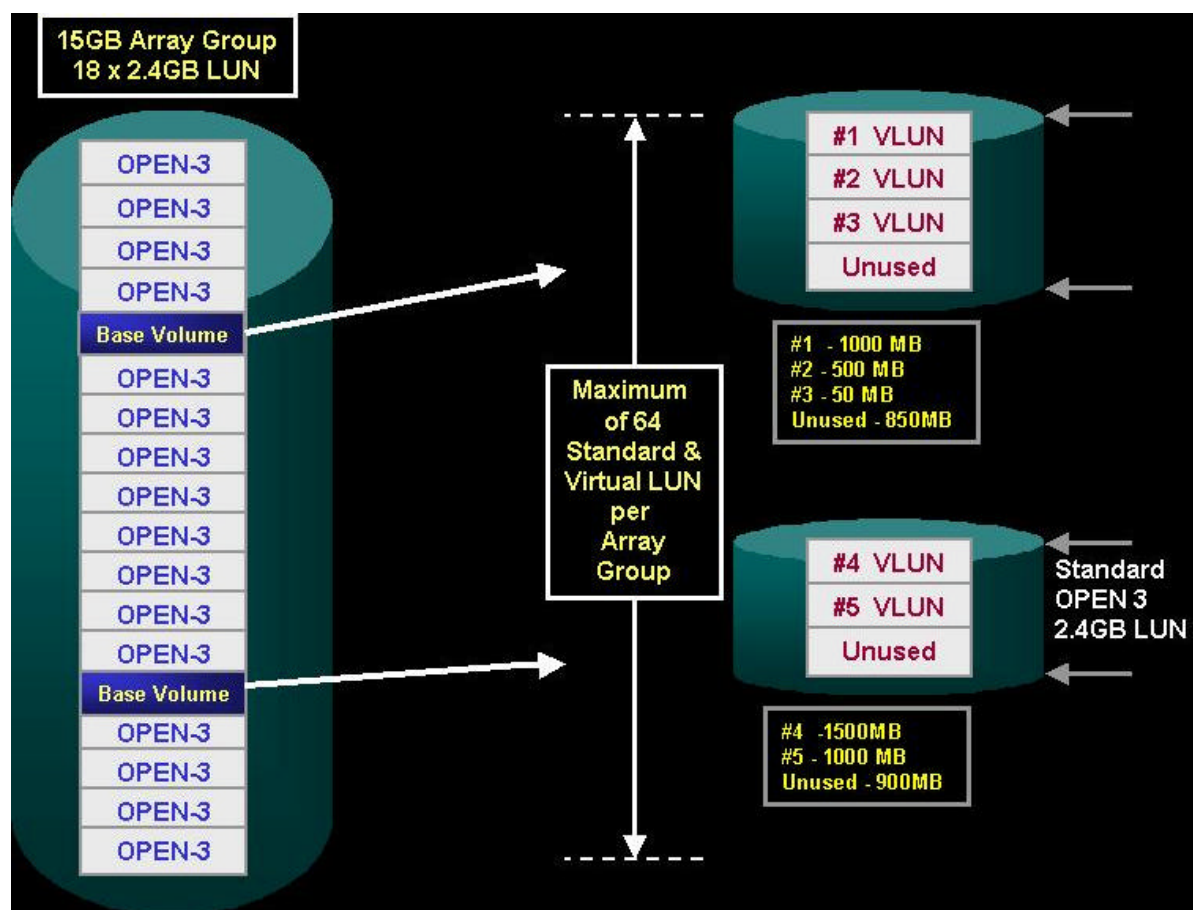 15GB Array Group
18 x 2.4GB LUN
OPEN-3
OPEN-3
OPEN-3
OPEN-3
Base Volume
OPEN-3
OPEN-3
OPEN-3
OPEN-3
OPEN-3
OPEN-3
OPEN-3
OPEN-3
Base Volume
OPEN-3
OPEN-3
OPEN-3
OPEN-3
Maximum
of 64
Standard &
Virtual LUN
per
Array
Group
#1 VLUN
#2 VLUN
#3 VLUN
Unused
#1 - 1000 MB
#2 - 500 MB
#3 - 50 MB
Unused - 850MB
#4 VLUN
#5 VLUN
Unused
Standard
OPEN 3
2.4GB LUN
#4 -1500MB
#5 - 1000 MB
Unused - 900MB